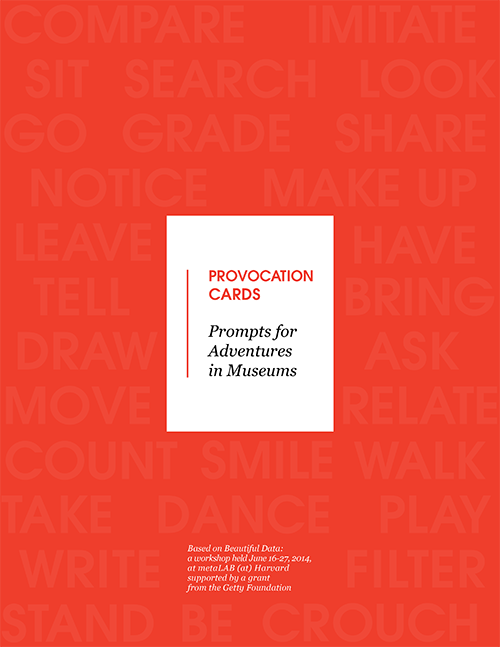 COMPARE IMITATE
SIT SEARCH LOOK
GO GRADE SHARE
NOTICE MAKE UP
LEAVE HAVE
TELL BRING
DRAW ASK
MOVE RELATE
COUNT SMILE WALK
TAKE DANCE PLAY
WRITE FILTER
STAND BE CROUCH
PROVOCATION
CARDS
Prompts for
Adventures
in Museums
Based on Beautiful Data:
a workshop held June 16-27, 2014,
at metaLAB (at) Harvard
supported by a grant
from the Getty Foundation